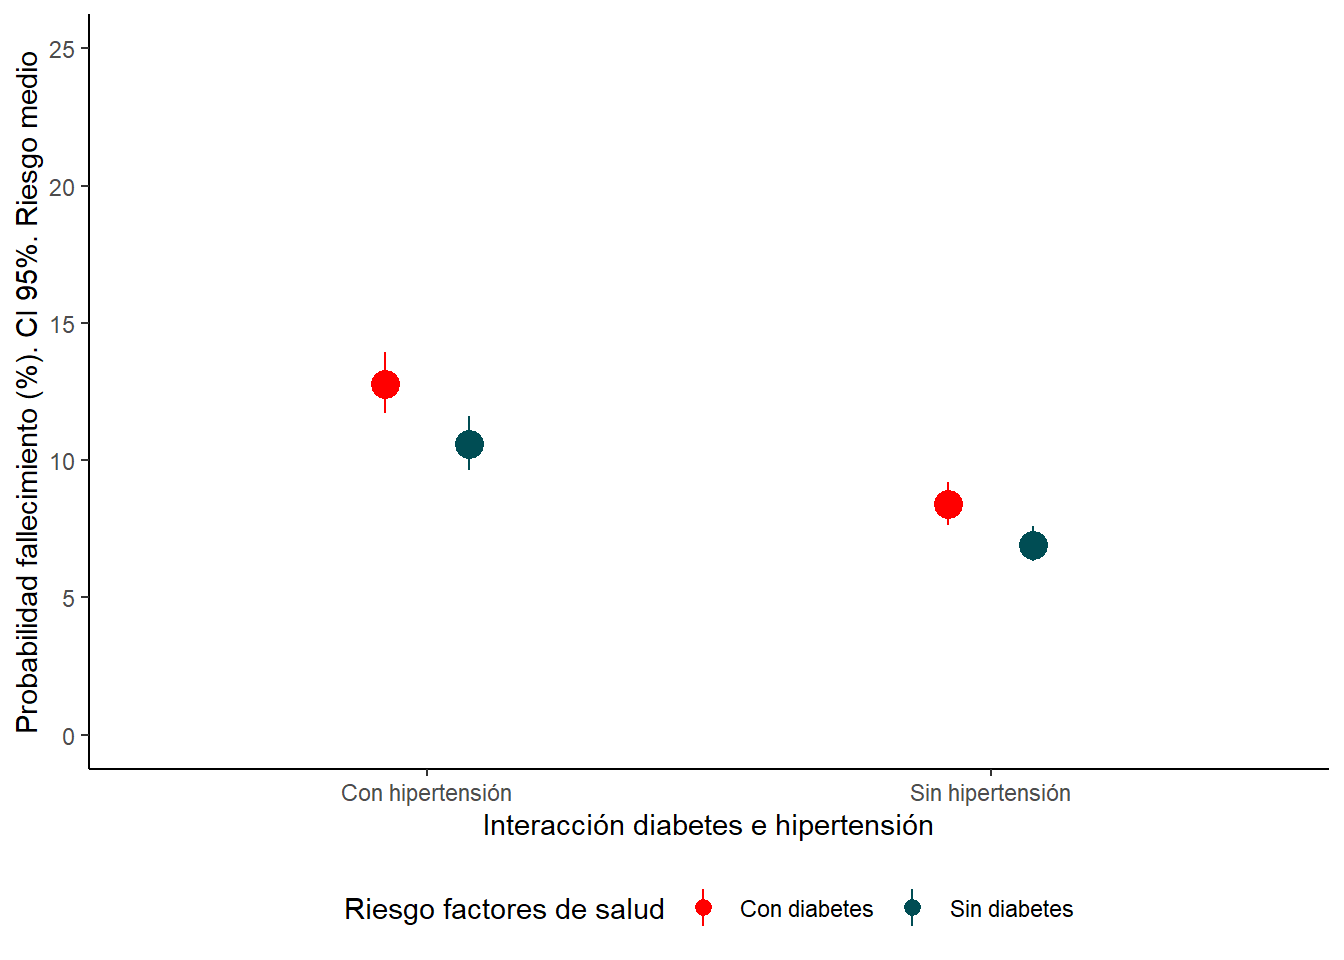 Probabilidad fallecimiento (%). CI 95%. Riesgo medio
25
20
15
10
5
0
Con hipertensión
Sin hipertensión
Interacción diabetes e hipertensión
Riesgo factores de salud
Con diabetes
Sin diabetes